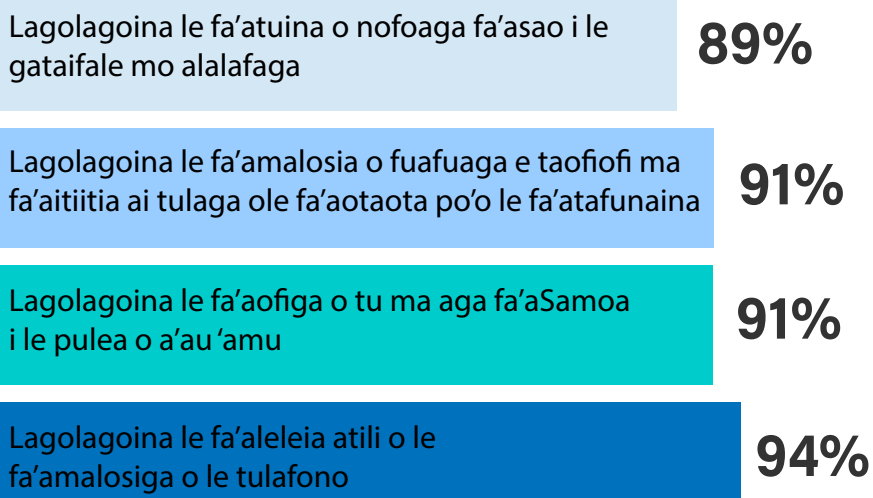 Lagolagoina le fa'atuina o nofoaga fa'asao i le
gataifale mo alalafaga
89%
Lagolagoina le fa'amalosia o fuafuaga e taofiofi ma
fa'aitiitia ai tulaga ole fa'aotaota po'o le fa'atafunaina
91%
Lagolagoina le fa'aofiga o tu ma aga fa'aSamoa
i le pulea o a'au 'amu
91%
Lagolagoina le fa'aleleia atili o le
fa'amalosiga o le tulafono
94%